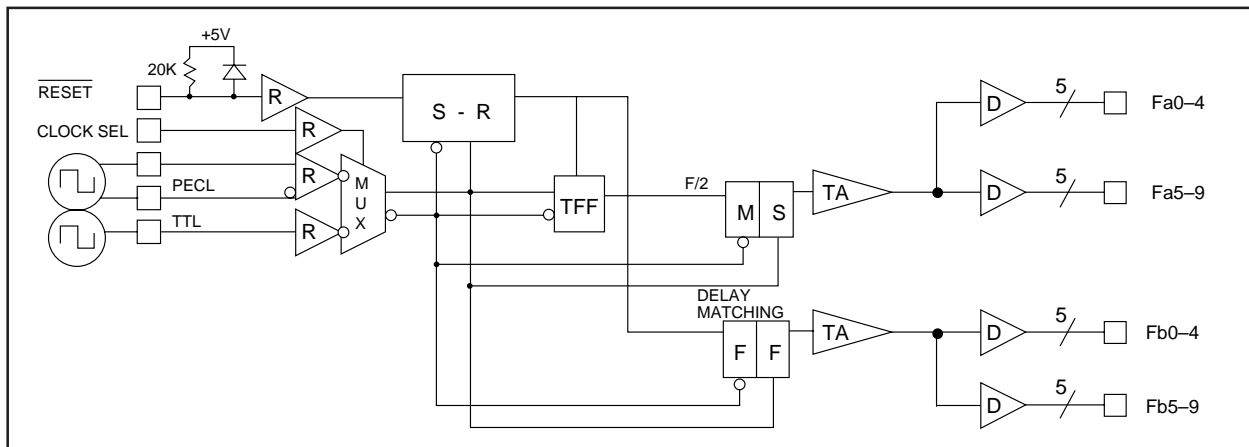 +5V
20K
RESET
R
S - R
5
D
Fa0–4
CLOCK SEL
R
R
PECL
MUX
TFF
F/2
M S
TA
5
D
Fa5–9
TTL
R
DELAY
MATCHING
F F
TA
5
D
Fb0–4
5
D
Fb5–9